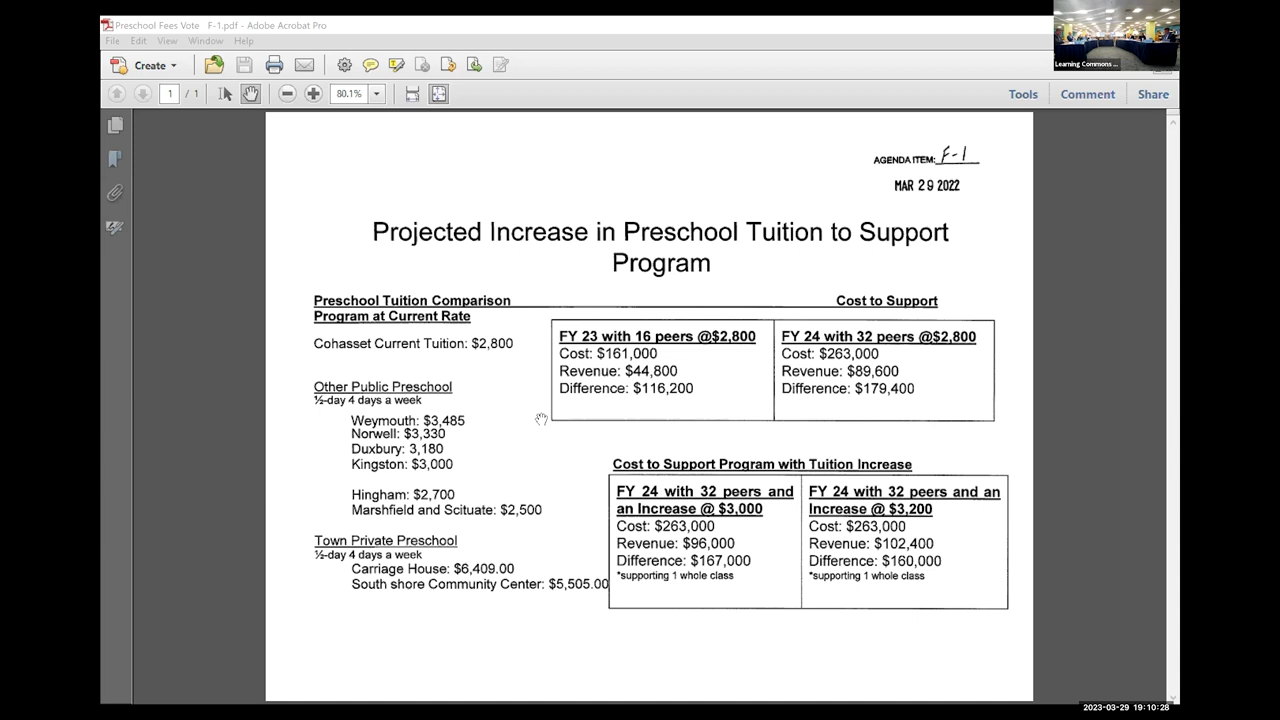 Preschool Fees Vote F-1.pdf - Adobe Acrobat Pro
File Edit View Window Help
Learning Commons ...
Create
1 / 1
80.1%
Tools Comment Share
AGENDA ITEM: F-1
MAR 29 2022
Projected Increase in Preschool Tuition to Support
Program
Preschool Tuition Comparison
Cost to Support
Program at Current Rate
Cohasset Current Tuition: $2,800
Other Public Preschool
½-day 4 days a week
Weymouth: $3,485
Norwell: $3,330
Duxbury: 3,180
Kingston: $3,000
Hingham: $2,700
Marshfield and Scituate: $2,500
Town Private Preschool
½-day 4 days a week
Carriage House: $6,409.00
South shore Community Center: $5,505.00
FY 23 with 16 peers @$2,800
Cost: $161,000
Revenue: $44,800
Difference: $116,200
FY 24 with 32 peers @$2,800
Cost: $263,000
Revenue: $89,600
Difference: $179,400
Cost to Support Program with Tuition Increase
FY 24 with 32 peers and
an Increase @ $3,000
Cost: $263,000
Revenue: $96,000
Difference: $167,000
*supporting 1 whole class
FY 24 with 32 peers and an
Increase @ $3,200
Cost: $263,000
Revenue: $102,400
Difference: $160,000
*supporting 1 whole class
2023-03-29 19:10:28